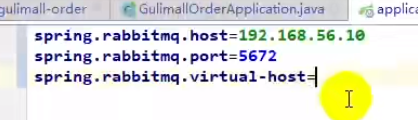 gulimall-order
GulimallOrderApplication.java
applica
spring.rabbitmq.host=192.168.56.10
spring.rabbitmq.port=5672
spring.rabbitmq.virtual-host=